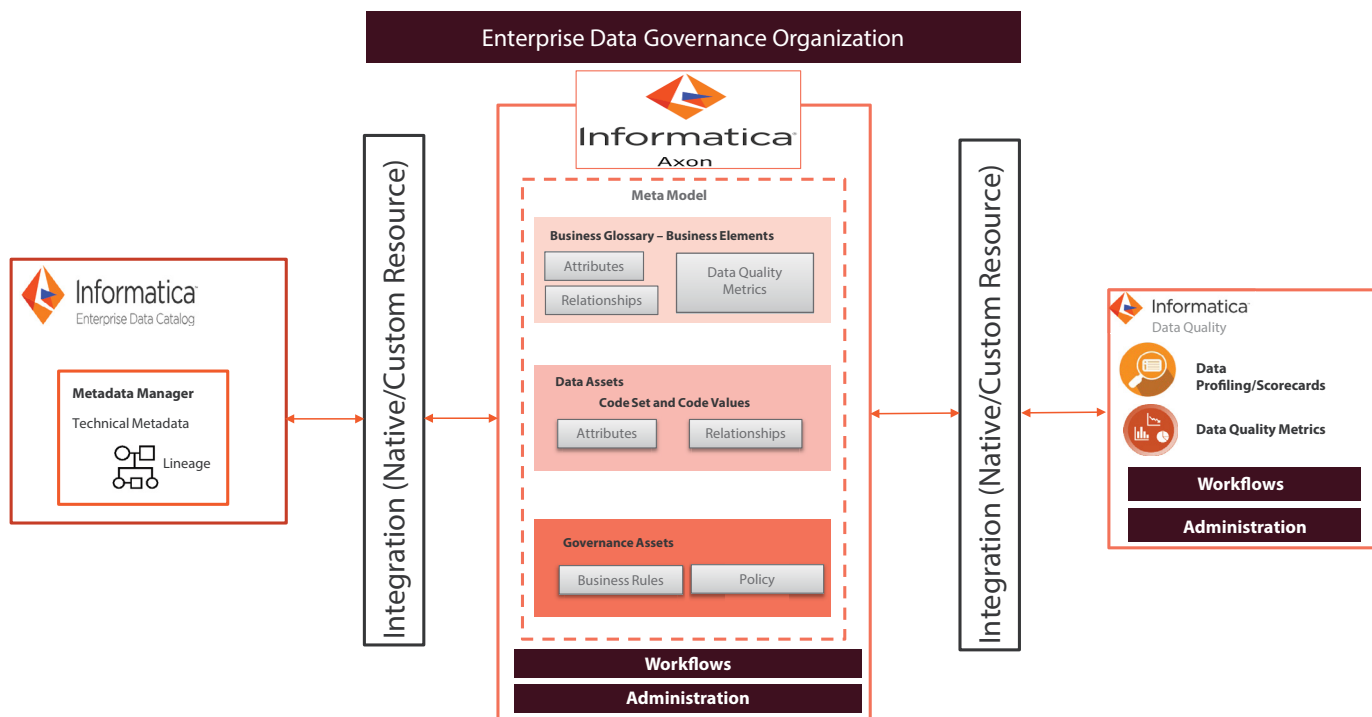 Enterprise Data Governance Organization
Informatica
Axon
Integration (Native/Custom Resource)
Meta Model
Business Glossary – Business Elements
Attributes
Relationships
Data Quality
Metrics
Data Assets
Code Set and Code Values
Attributes
Relationships
Governance Assets
Business Rules
Policy
Workflows
Administration
Informatica
Enterprise Data Catalog
Metadata Manager
Technical Metadata
Lineage
Integration (Native/Custom Resource)
Informatica
Data Quality
Data
Profiling/Scorecards
Data Quality Metrics
Workflows
Administration